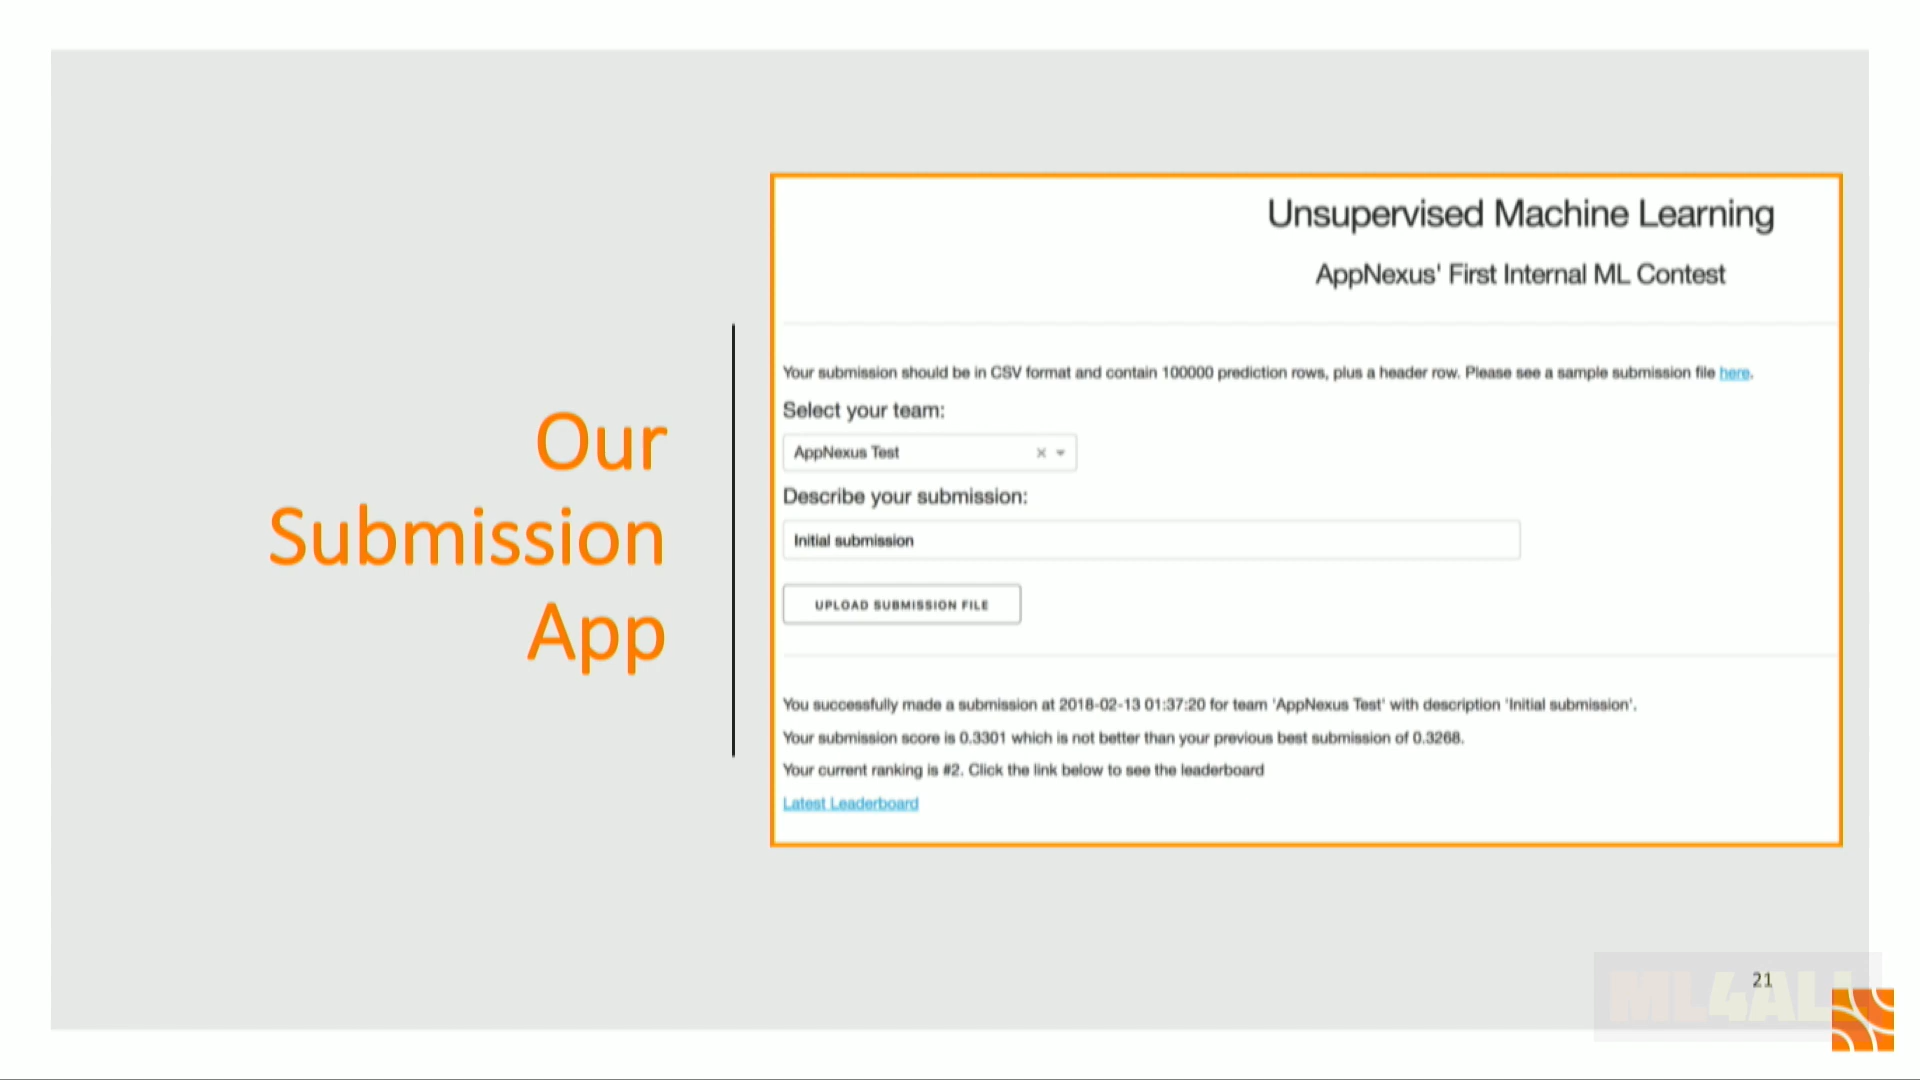 Our
Submission
App
Unsupervised Machine Learning
AppNexus' First Internal ML Contest
Your submission should be in CSV format and contain 100000 prediction rows, plus a header row. Please see a sample submission file here.
Select your team:
AppNexus Test
Describe your submission:
Initial submission
UPLOAD SUBMISSION FILE
You successfully made a submission at 2018-02-13 01:37:20 for team 'AppNexus Test' with description 'Initial submission'.
Your submission score is 0.3301 which is not better than your previous best submission of 0.3268.
Your current ranking is #2. Click the link below to see the leaderboard
Latest Leaderboard
21
ML4ALL